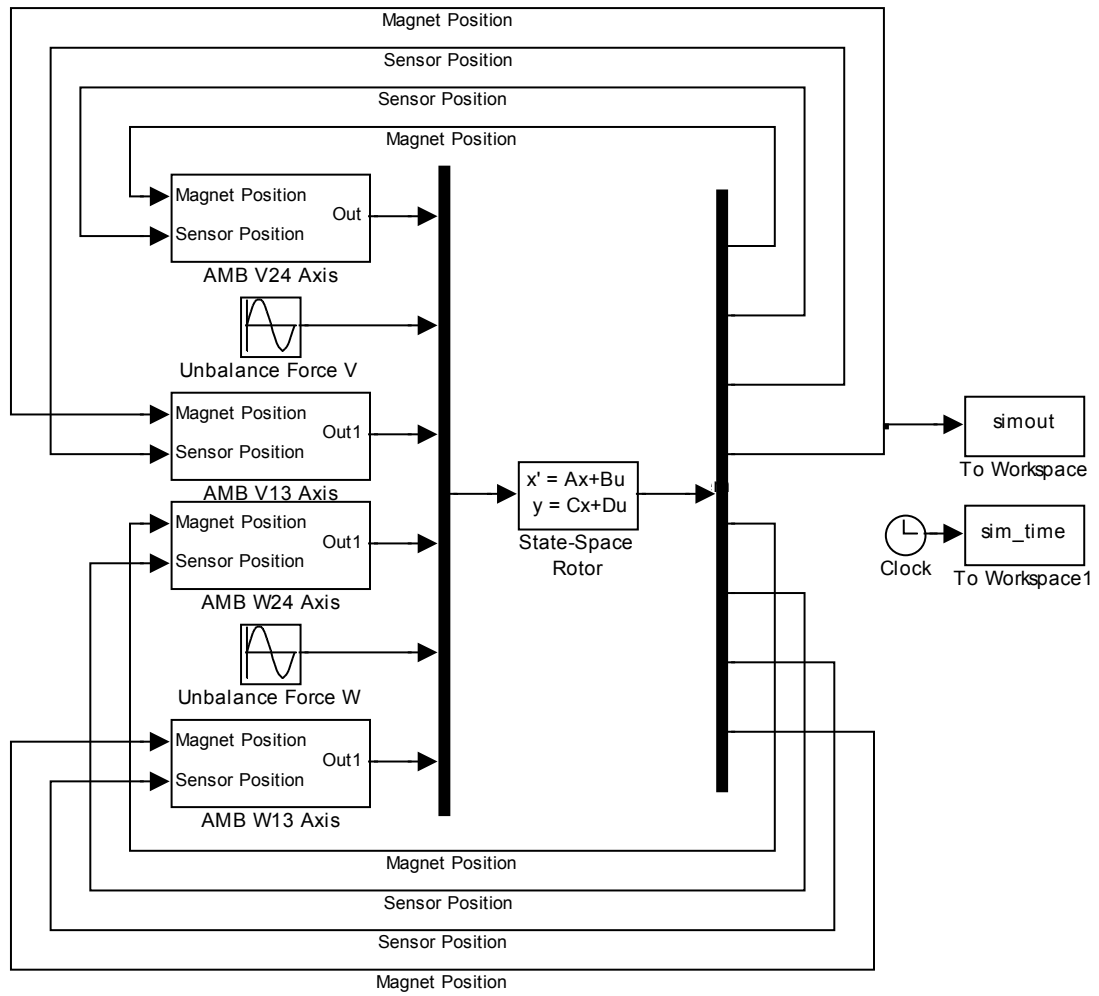 Magnet Position
Sensor Position
Sensor Position
Magnet Position
Magnet Position
Out
Sensor Position
AMB V24 Axis
Unbalance Force V
Magnet Position
Out1
Sensor Position
AMB V13 Axis
simout
To Workspace
x' = Ax+Bu
y = Cx+Du
State-Space
Rotor
Magnet Position
Out1
Sensor Position
AMB W24 Axis
Clock
sim_time
To Workspace1
Unbalance Force W
Magnet Position
Out1
Sensor Position
AMB W13 Axis
Magnet Position
Sensor Position
Sensor Position
Magnet Position